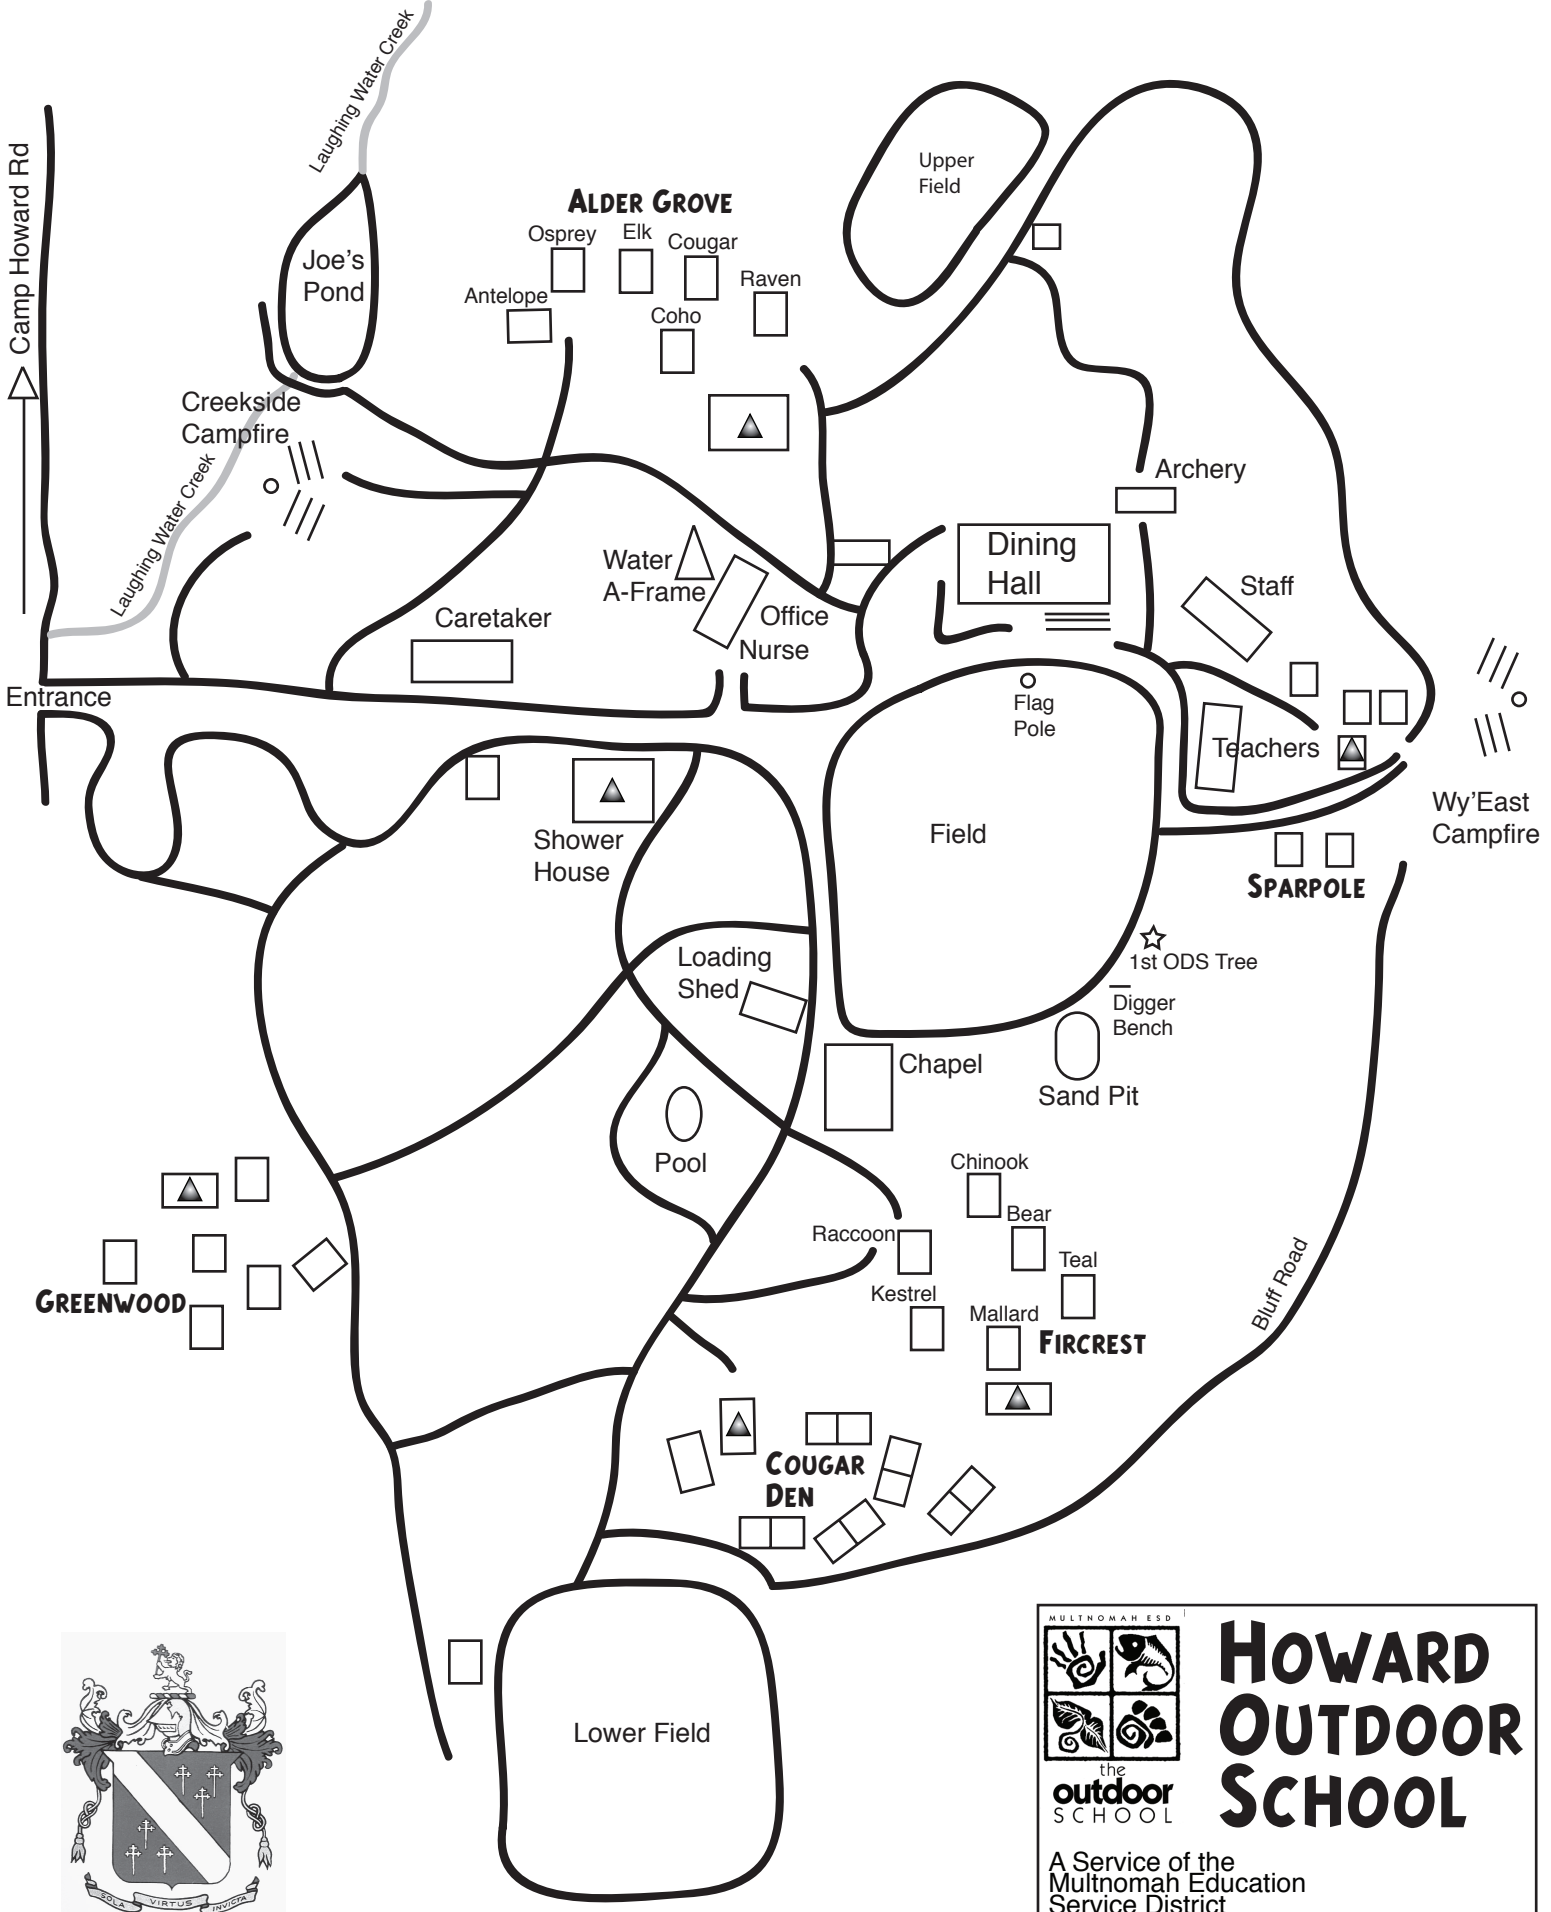 Laughing Water Creek
Camp Howard Rd
Upper
Field
ALDER GROVE
Osprey
Elk
Cougar
Raven
Antelope
Coho
Joe's
Pond
Creekside
Campfire
Laughing Water Creek
Archery
Dining
Hall
Water
A-Frame
Staff
Caretaker
Office
Nurse
Entrance
Flag
Pole
Teachers
Wy'East
Campfire
Field
Shower
House
SPARPOLE
Loading
Shed
1st ODS Tree
Digger
Bench
Chapel
Sand Pit
Pool
Chinook
Bear
Raccoon
Teal
Kestrel
Mallard
FIRCREST
GREENWOOD
Bluff Road
COUGAR
DEN
Lower Field
MULTNOMAH ESD
the
outdoor
SCHOOL
HOWARD
OUTDOOR
SCHOOL
A Service of the
Multnomah Education
Service District
SOLA VIRTUS INVICTA